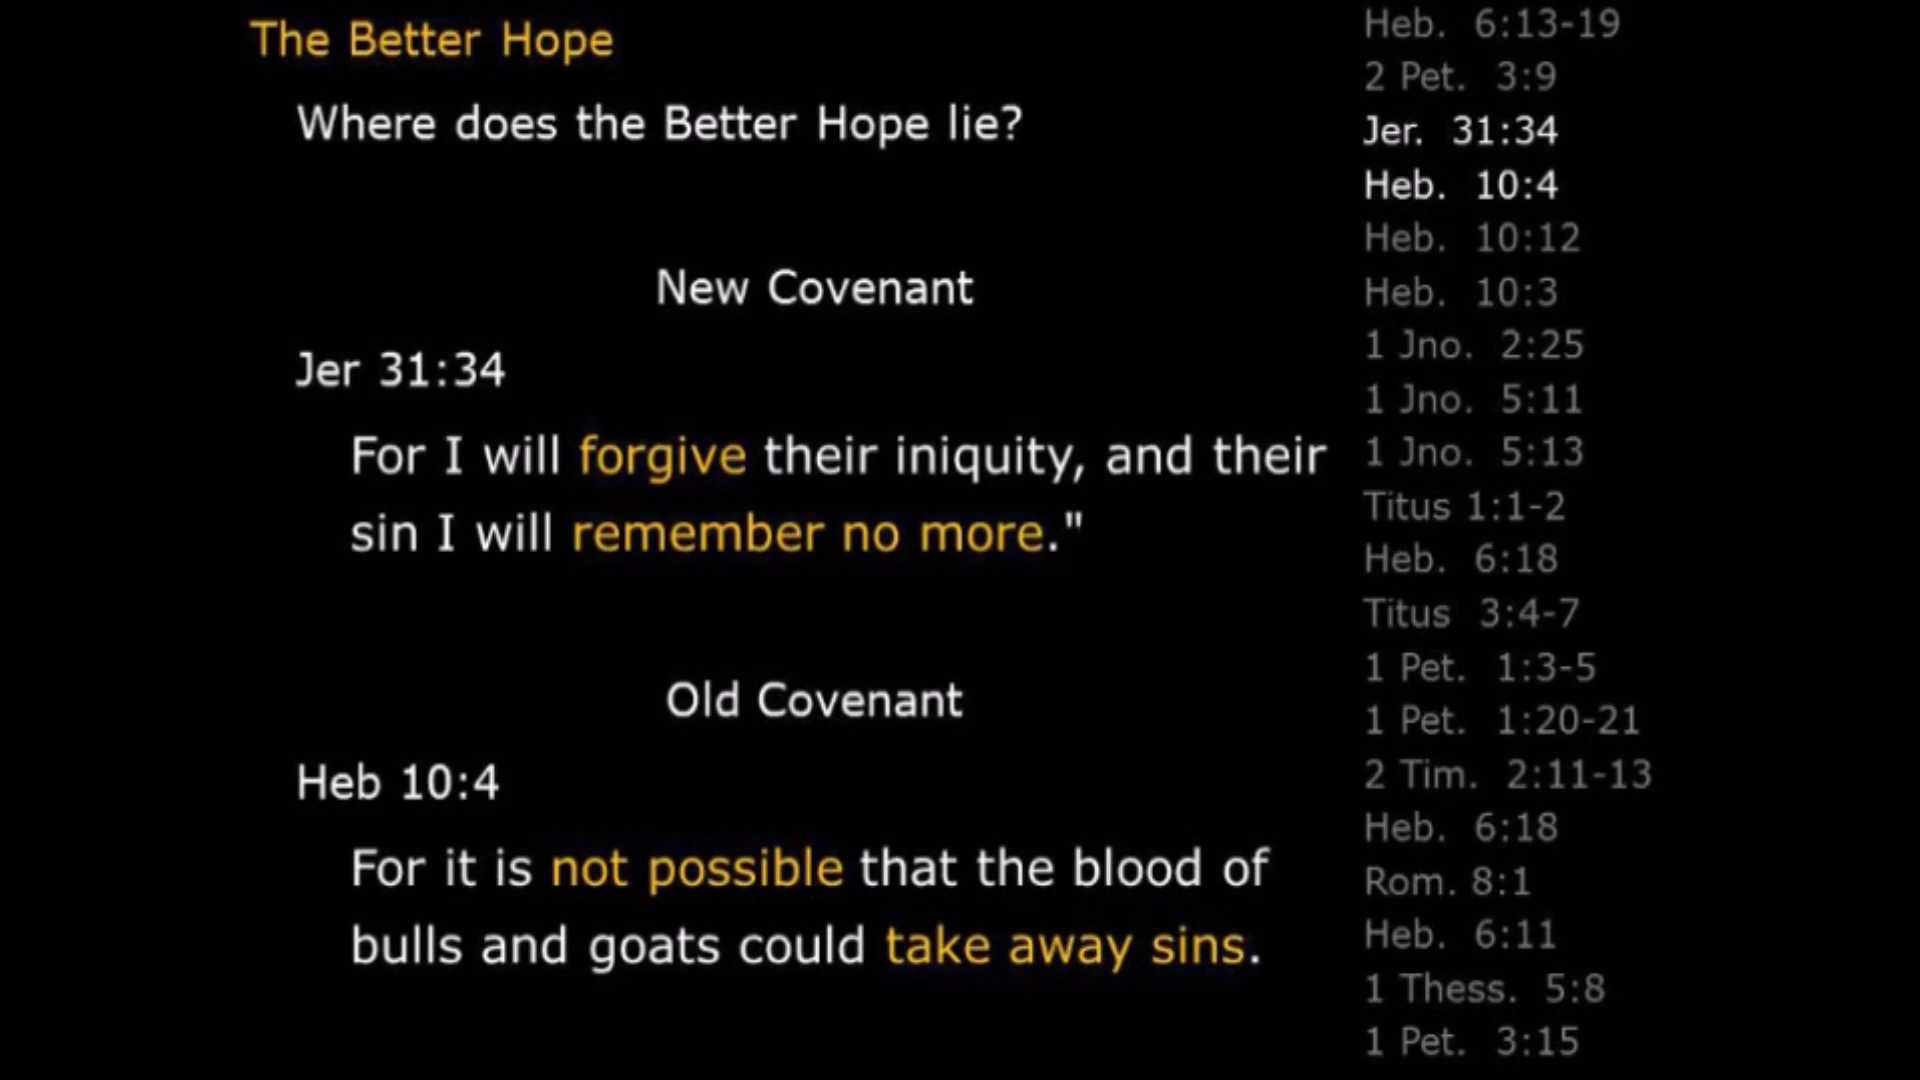 The Better Hope
Where does the Better Hope lie?
New Covenant
Jer 31:34
For I will forgive their iniquity, and their
sin I will remember no more."
Old Covenant
Heb 10:4
For it is not possible that the blood of
bulls and goats could take away sins.
Heb. 6:13-19
2 Pet. 3:9
Jer. 31:34
Heb. 10:4
Heb. 10:12
Heb. 10:3
1 Jno. 2:25
1 Jno. 5:11
1 Jno. 5:13
Titus 1:1-2
Heb. 6:18
Titus 3:4-7
1 Pet. 1:3-5
1 Pet. 1:20-21
2 Tim. 2:11-13
Heb. 6:18
Rom. 8:1
Heb. 6:11
1 Thess. 5:8
1 Pet. 3:15